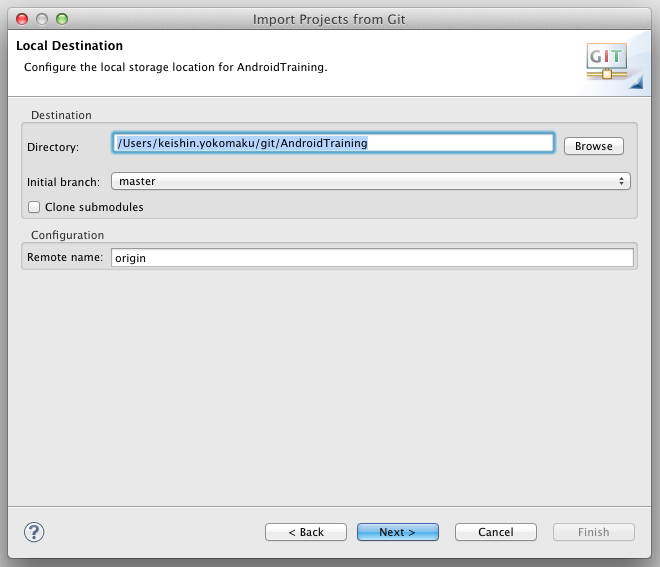 Import Projects from Git
Local Destination
Configure the local storage location for AndroidTraining.
GIT
Destination
Directory: /Users/keishin.yokomaku/git/AndroidTraining Browse
Initial branch: master
Clone submodules
Configuration
Remote name: origin
? < Back Next > Cancel Finish